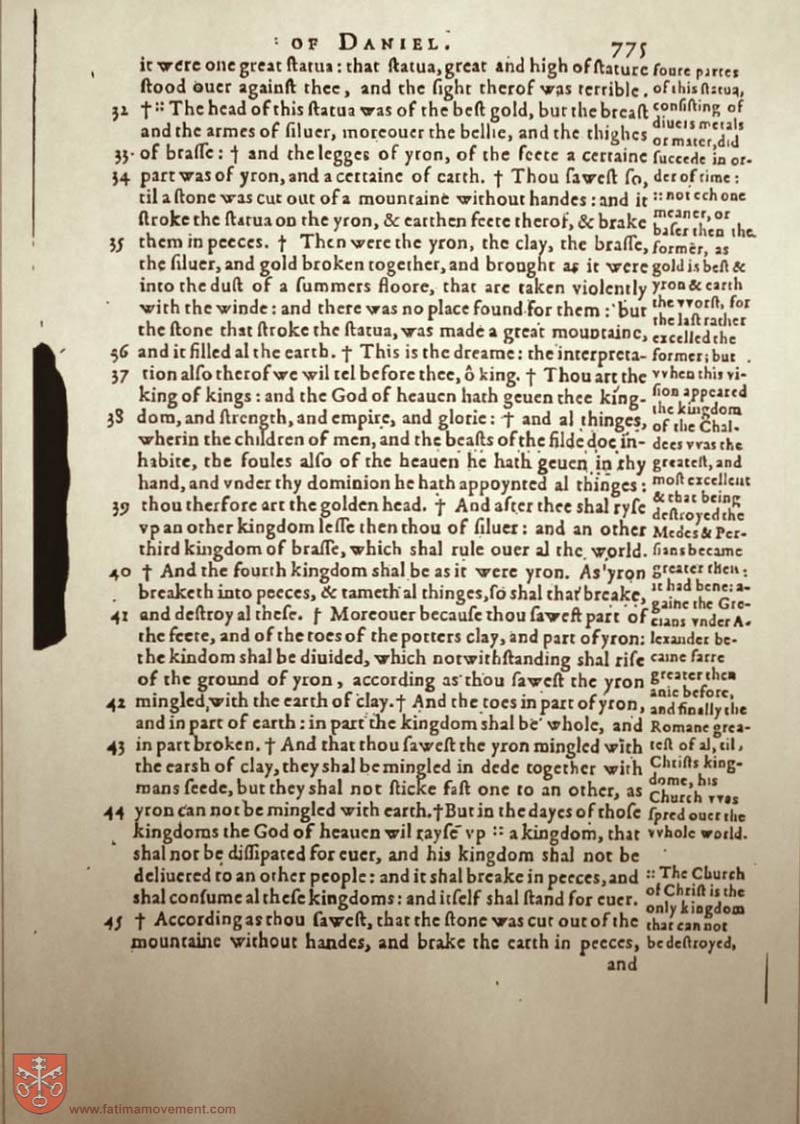 OF DANIEL.
775
it were one great ſtatua: that ſtatua, great and high of ſtature
ſtood ouer againſt thee, and the ſight therof was terrible.
32 † :: The head of this ſtatua was of the beſt gold, but the breaſt
and the armes of ſiluer, moreouer the bellie, and the thighes
33 of braſſe: † and the legges of yron, of the feete a certaine
34 part was of yron, and a certaine of earth. † Thou ſaweſt ſo,
til a ſtone was cut out of a mountaine without handes: and it
ſtroke the ſtatua on the yron, & earthen feete therof, & brake
35 them in peeces. † Then were the yron, the clay, the braſſe,
the ſiluer, and gold broken together, and brought as it were
into the duſt of a ſummers floore, that are taken violently
with the winde: and there was no place found for them: but
the ſtone that ſtroke the ſtatua, was made a great mountaine,
36 and it filled al the earth. † This is the dreame: the interpreta-
37 tion alſo therof we wil tel before thee, ô king. † Thou art the
king of kings: and the God of heauen hath geuen thee king-
38 dom, and ſtrength, and empire, and glorie: † and al thinges,
wherin the children of men, and the beaſts of the filde doe in-
habite, the foules alſo of the heauen he hath geuen in thy
hand, and vnder thy dominion he hath appoynted al thinges:
39 thou therfore art the golden head. † And after thee shal ryſe
vp an other kingdom leſſe then thou of ſiluer: and an other
third kingdom of braſſe, which shal rule ouer al the world.
40 † And the fourth kingdom shal be as it were yron. As yron
breaketh into peeces, & tameth al thinges, ſo shal that breake,
41 and deſtroy al theſe. † Moreouer becauſe thou ſaweſt part of
the feete, and of the toes of the potters clay, and part of yron:
the kindom shal be diuided, which notwithſtanding shal riſe
of the ground of yron, according as thou ſaweſt the yron
42 mingled with the earth of clay. † And the toes in part of yron,
and in part of earth: in part the kingdom shal be whole, and
43 in part broken. † And that thou ſaweſt the yron mingled with
the earsh of clay, they shal be mingled in dede together with
mans ſeede, but they shal not ſticke faſt one to an other, as
44 yron can not be mingled with earth. † But in the dayes of thoſe
kingdoms the God of heauen wil rayſe vp :: a kingdom, that
shal not be diſſipated for euer, and his kingdom shal not be
deliuered to an other people: and it shal breake in peeces, and
shal conſume al theſe kingdoms: and itſelf shal ſtand for euer.
45 † According as thou ſaweſt, that the ſtone was cut out of the
mountaine without handes, and brake the earth in peeces,
and
foure partes
of this ſtatua,
conſiſting of
diuers metals
or mater, did
ſuccede in or-
der of time:
:: not ech one
meaner, or
baſer then the
former, as
gold is beſt &
yron & earth
the vvorſt, for
the laſt rather
excelled the
former; but
vvhen this vi-
ſion appeared
the kingdom
of the Chal-
dees vvas the
greateſt, and
moſt excellent
& that being
deſtroyed the
Medes & Per-
ſians became
greater then:
it had bene: a-
gaine the Gre-
cians vnder A-
lexander be-
came farre
greater then
anie before,
and finally the
Romane grea-
teſt of al, til,
Chriſts king-
dome, his
Church vvas
ſpred ouer the
vvhole world.
:: The Church
of Chriſt is the
only kingdom
that can not
be deſtroyed,
www.fatimamovement.com